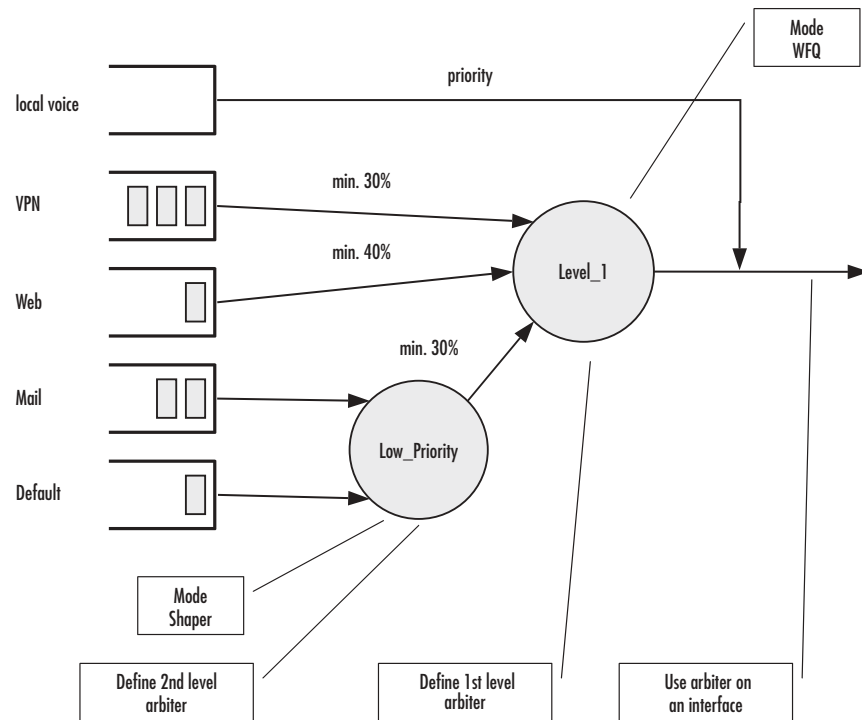 Mode
WFQ
priority
local voice
min. 30%
VPN
min. 40%
Web
Level_1
min. 30%
Mail
Low_Priority
Default
Mode
Shaper
Define 2nd level
arbiter
Define 1st level
arbiter
Use arbiter on
an interface